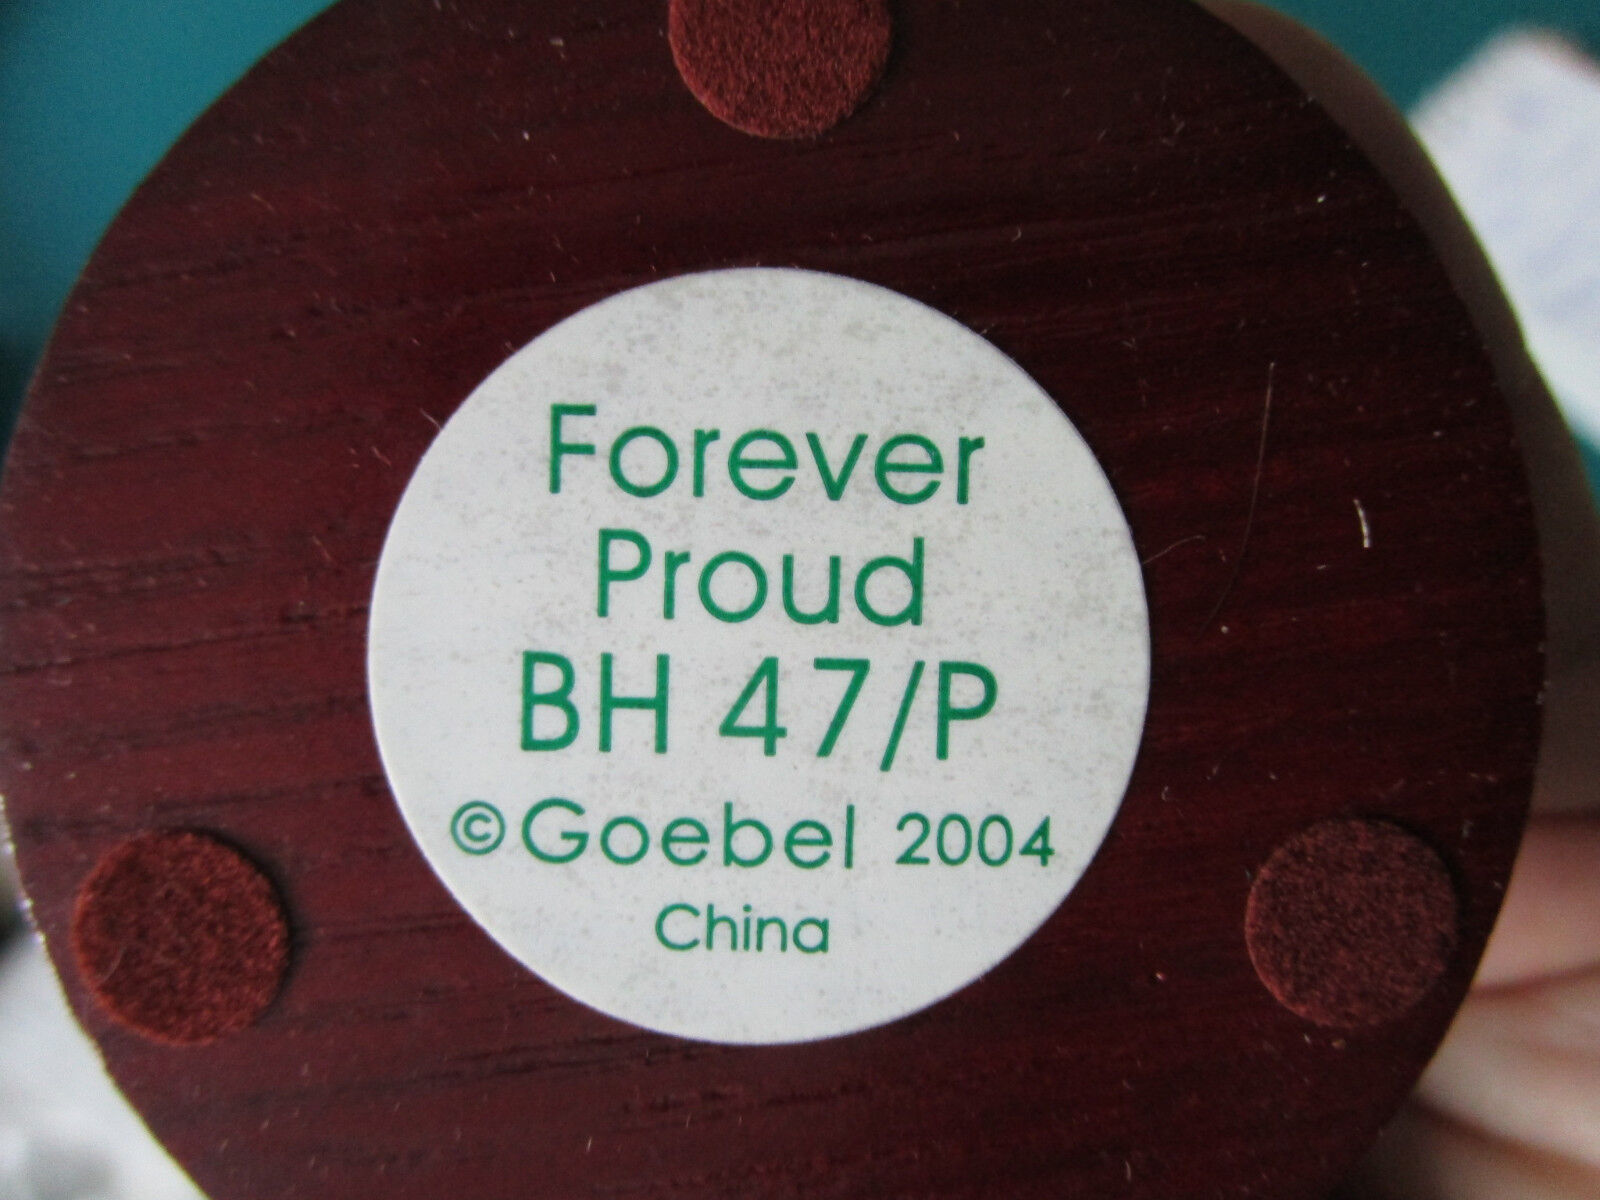 Forever
Proud
BH 47/P
©Goebel 2004
China